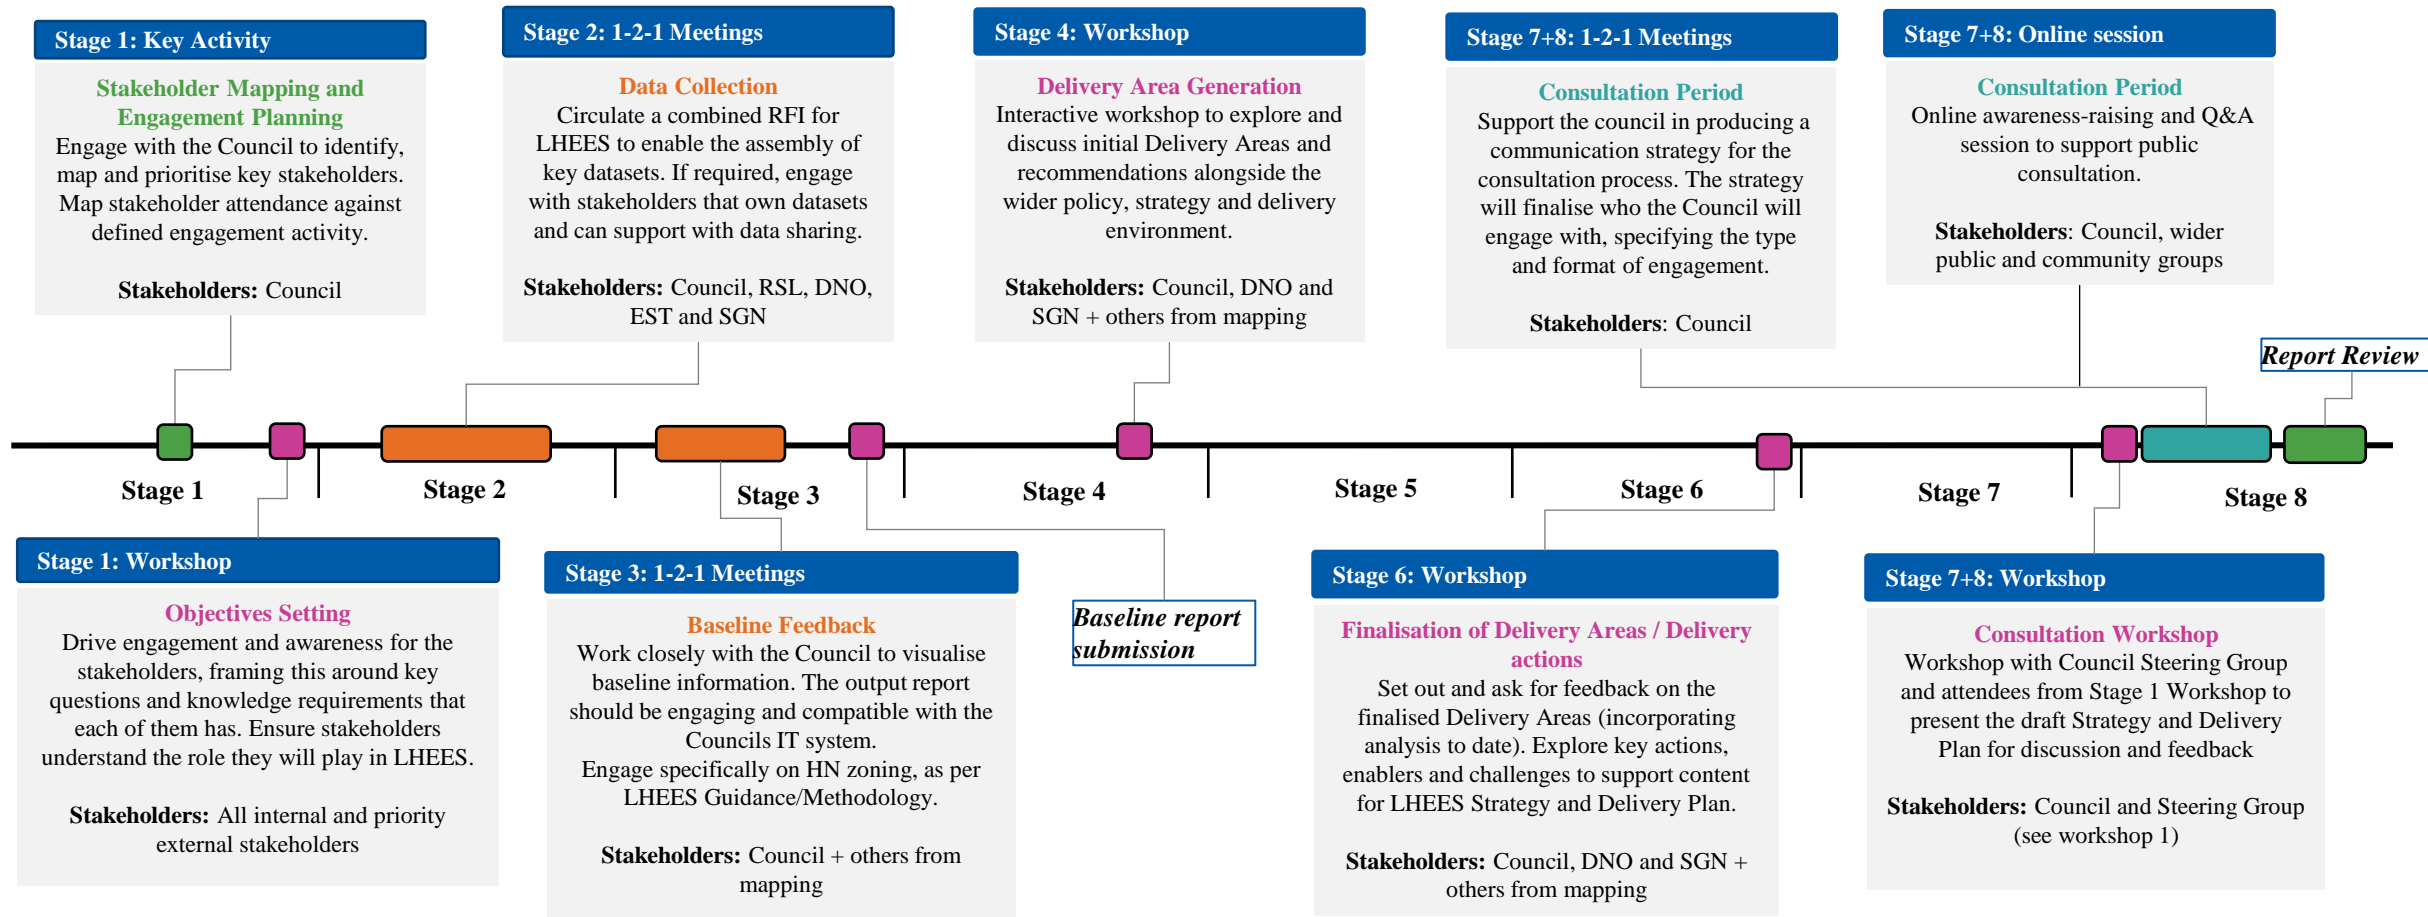 Stage 1: Key Activity
Stakeholder Mapping and
Engagement Planning
Engage with the Council to identify,
map and prioritise key stakeholders.
Map stakeholder attendance against
defined engagement activity.
Stakeholders: Council
Stage 2: 1-2-1 Meetings
Data Collection
Circulate a combined RFI for
LHEES to enable the assembly of
key datasets. If required, engage
with stakeholders that own datasets
and can support with data sharing.
Stakeholders: Council, RSL, DNO,
EST and SGN
Stage 4: Workshop
Delivery Area Generation
Interactive workshop to explore and
discuss initial Delivery Areas and
recommendations alongside the
wider policy, strategy and delivery
environment.
Stakeholders: Council, DNO and
SGN + others from mapping
Stage 7+8: 1-2-1 Meetings
Consultation Period
Support the council in producing a
communication strategy for the
consultation process. The strategy
will finalise who the Council will
engage with, specifying the type
and format of engagement.
Stakeholders: Council
Stage 7+8: Online session
Consultation Period
Online awareness-raising and Q&A
session to support public
consultation.
Stakeholders: Council, wider
public and community groups
Report Review
Stage 1
Stage 2
Stage 3
Stage 4
Stage 5
Stage 6
Stage 7
Stage 8
Stage 1: Workshop
Objectives Setting
Drive engagement and awareness for the
stakeholders, framing this around key
questions and knowledge requirements that
each of them has. Ensure stakeholders
understand the role they will play in LHEES.
Stakeholders: All internal and priority
external stakeholders
Stage 3: 1-2-1 Meetings
Baseline Feedback
Work closely with the Council to visualise
baseline information. The output report
should be engaging and compatible with the
Councils IT system.
Engage specifically on HN zoning, as per
LHEES Guidance/Methodology.
Stakeholders: Council + others from
mapping
Baseline report
submission
Stage 6: Workshop
Finalisation of Delivery Areas / Delivery
actions
Set out and ask for feedback on the
finalised Delivery Areas (incorporating
analysis to date). Explore key actions,
enablers and challenges to support content
for LHEES Strategy and Delivery Plan.
Stakeholders: Council, DNO and SGN +
others from mapping
Stage 7+8: Workshop
Consultation Workshop
Workshop with Council Steering Group
and attendees from Stage 1 Workshop to
present the draft Strategy and Delivery
Plan for discussion and feedback
Stakeholders: Council and Steering Group
(see workshop 1)